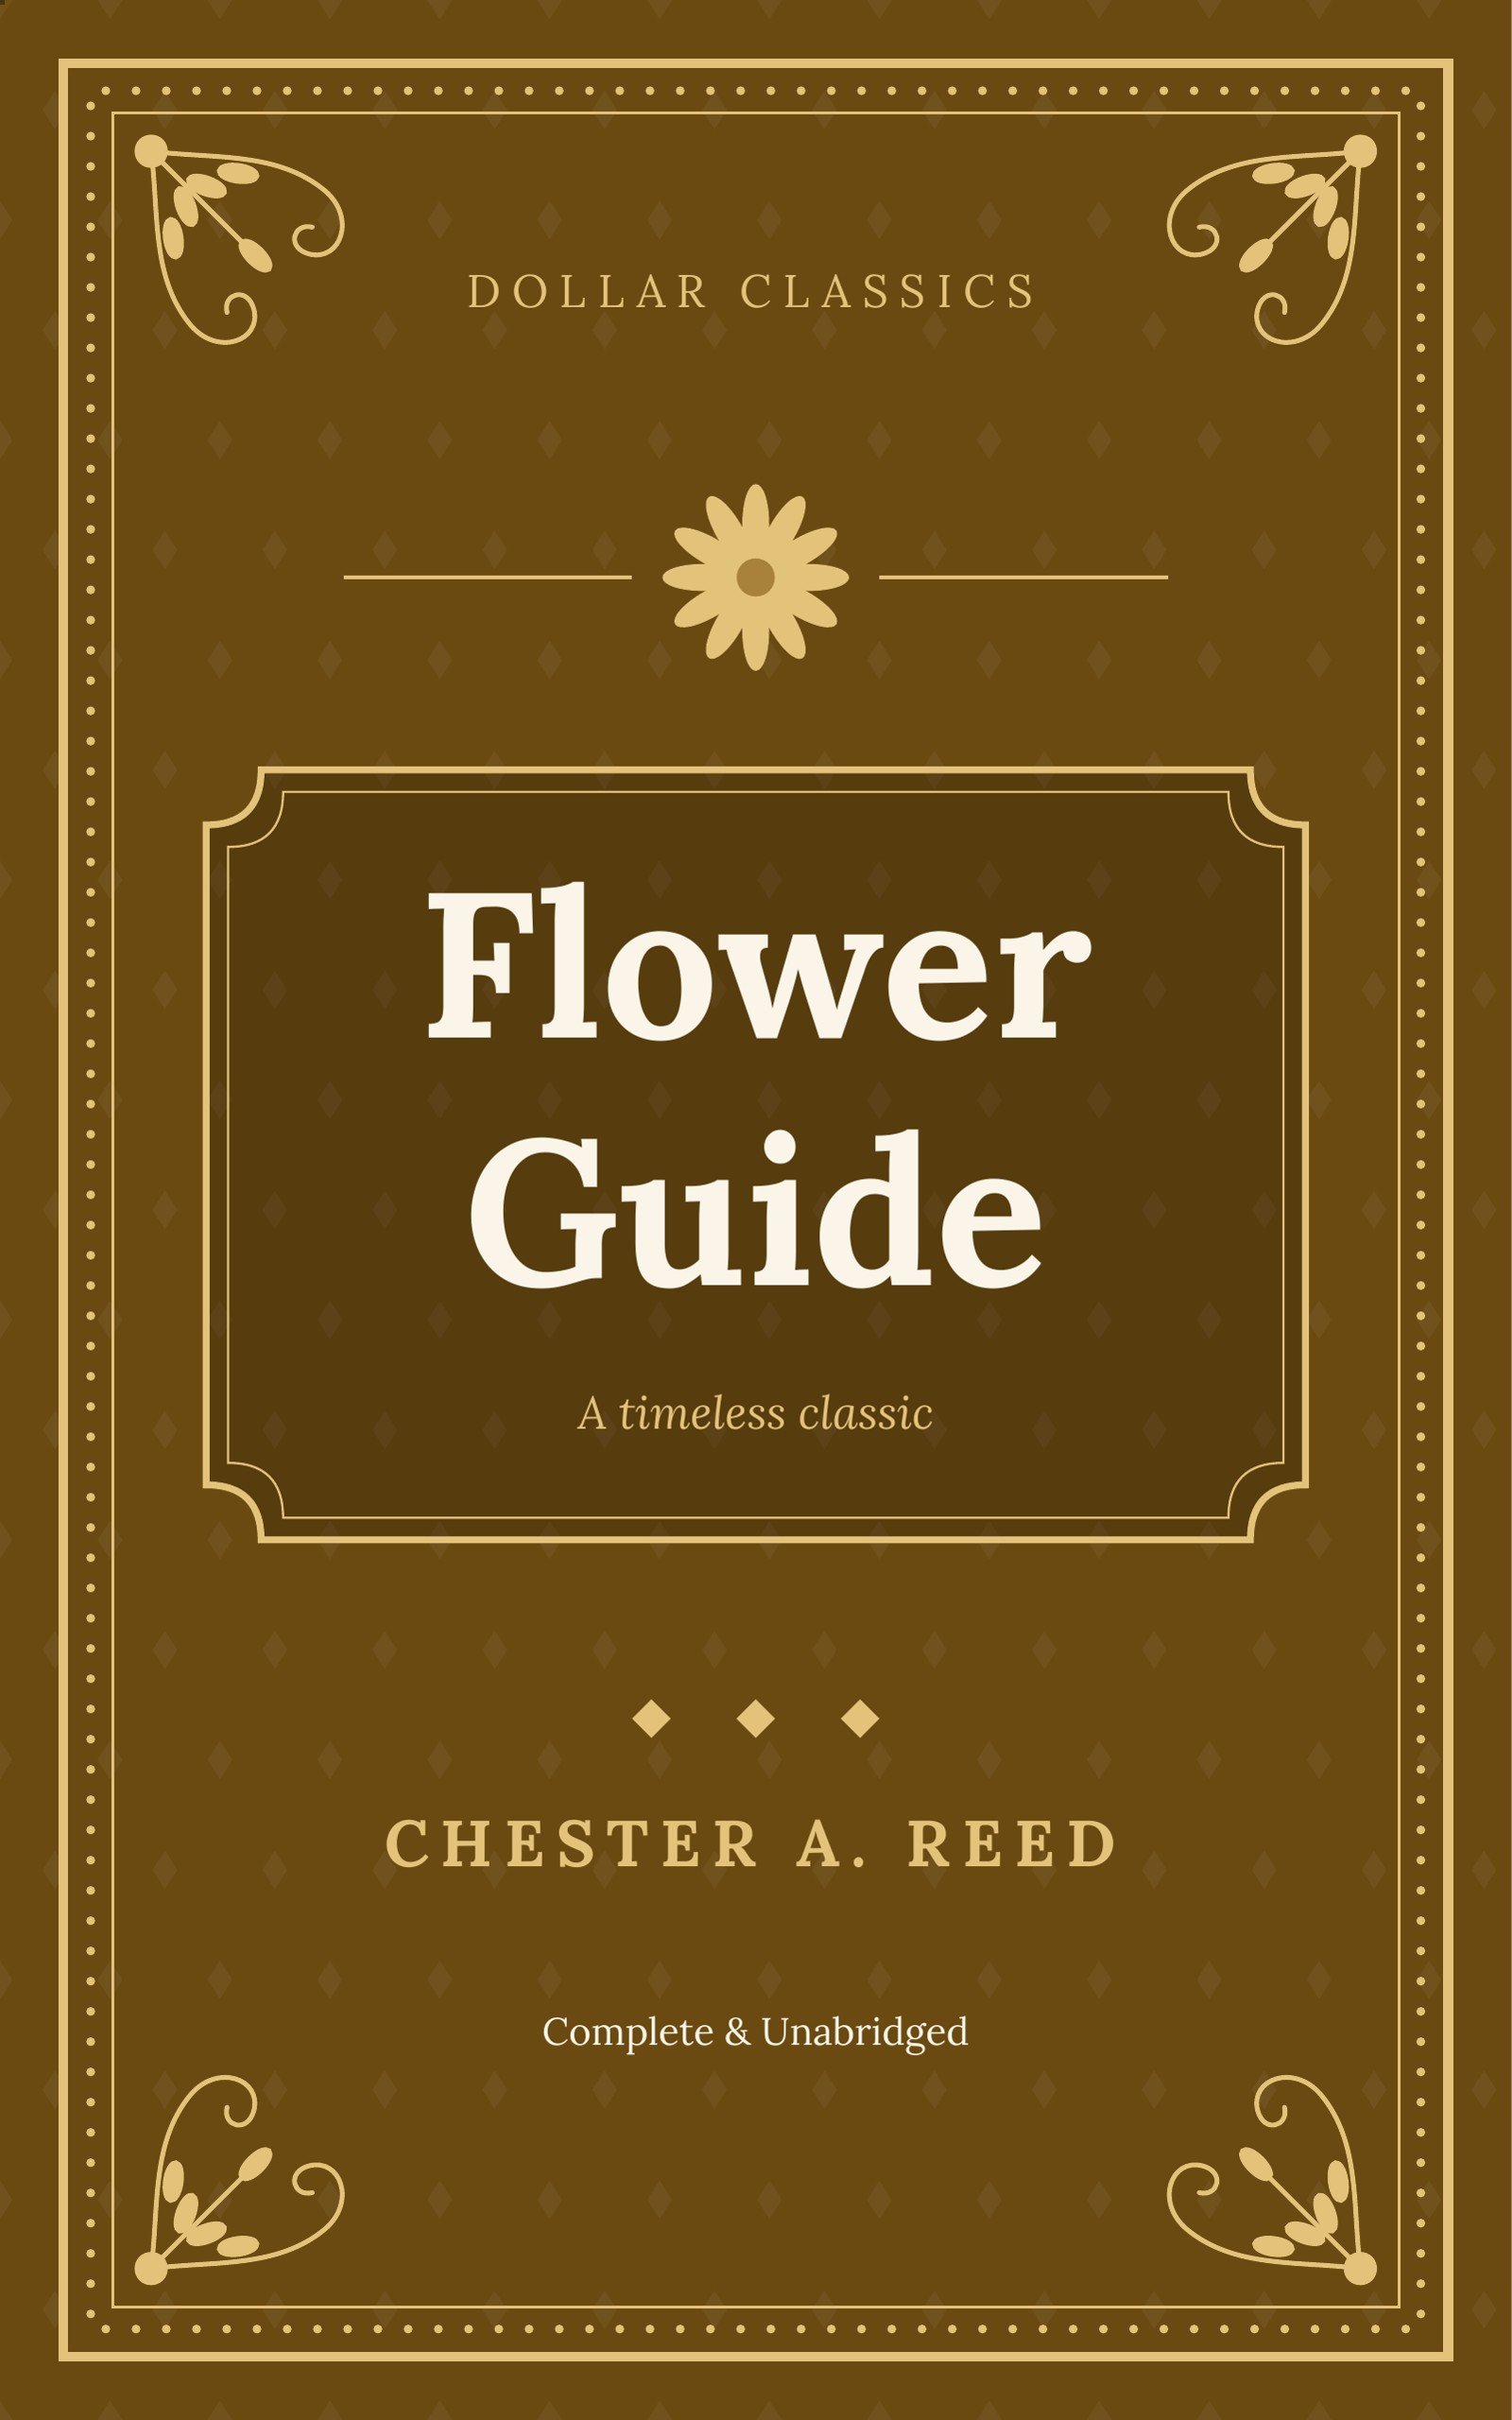 DOLLAR CLASSICS
Flower
Guide
A timeless classic
CHESTER A. REED
Complete & Unabridged